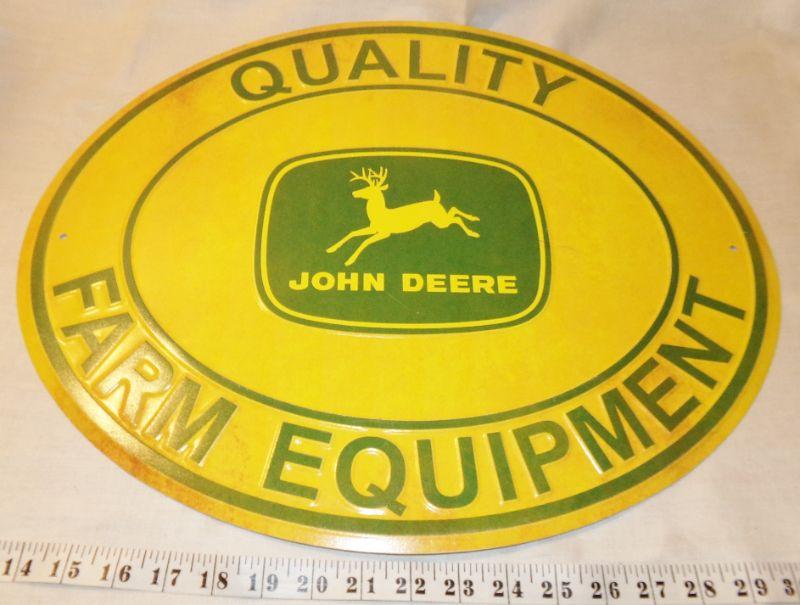 QUALITY
JOHN DEERE
FARM EQUIPMENT
14 15 16 17 18 19 20 21 22 23 24 25 26 27 28 29 3